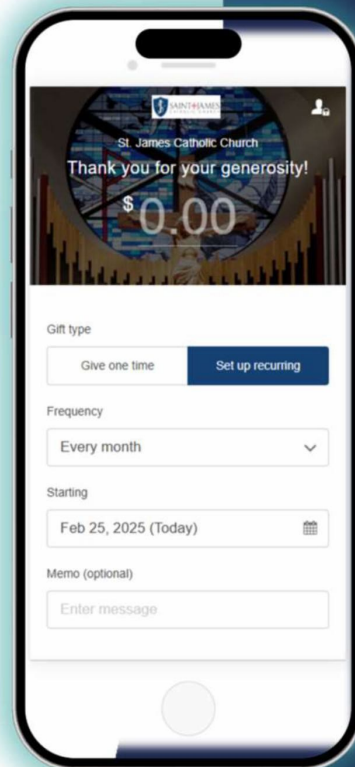 SAINT JAMES
St. James Catholic Church
Thank you for your generosity!
$0.00
Gift type
Give one time
Set up recurring
Frequency
Every month
Starting
Feb 25, 2025 (Today)
Memo (optional)
Enter message